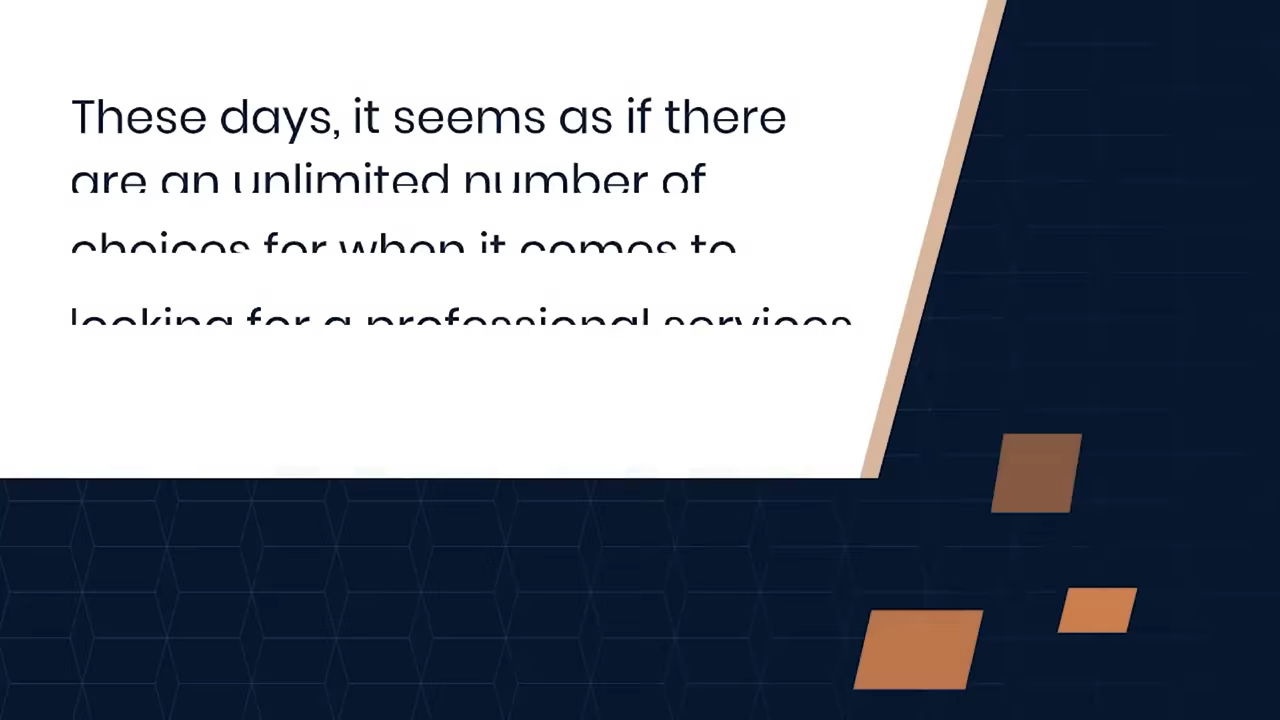 These days, it seems as if there
are an unlimited number of
choices for when it comes to
looking for a professional services